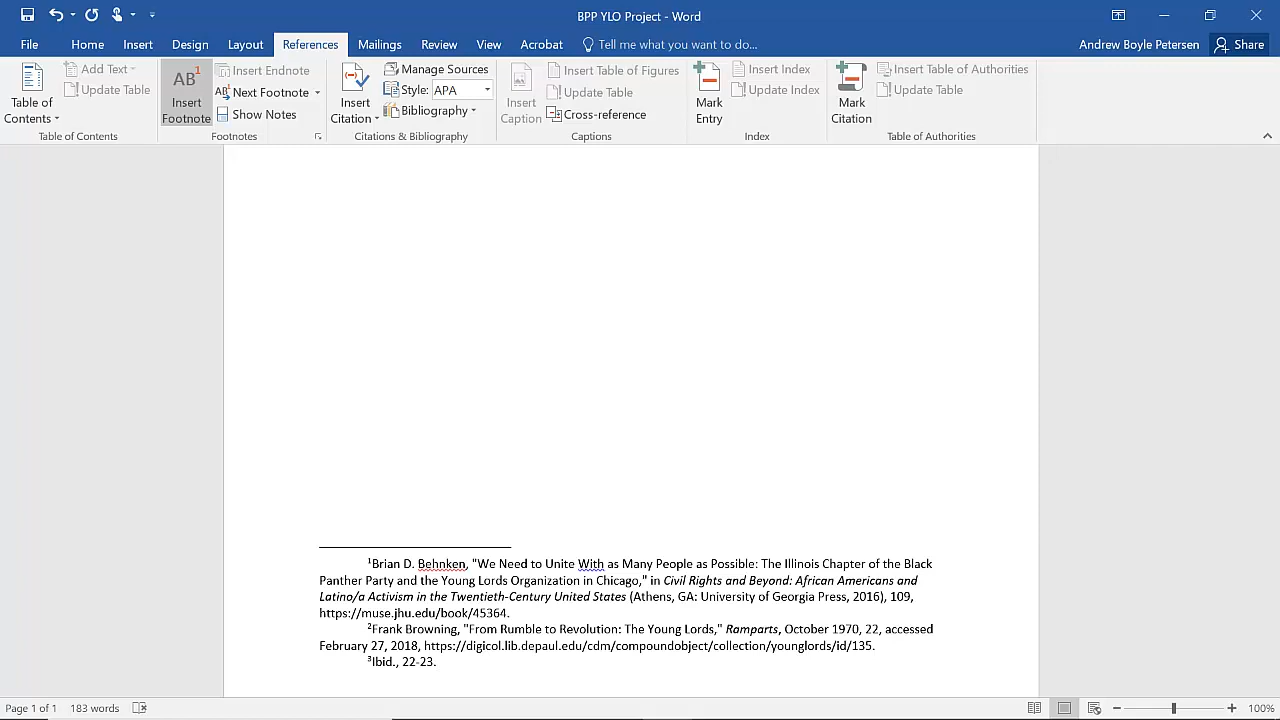 BPP YLO Project - Word
File Home Insert Design Layout References Mailings Review View Acrobat Tell me what you want to do... Andrew Boyle Petersen Share
Table of Contents
Add Text
Update Table
Table of Contents
AB1 Insert Footnote
Insert Endnote
AB1 Next Footnote
Show Notes
Footnotes
Insert Citation
Manage Sources
Style: APA
Bibliography
Citations & Bibliography
Insert Caption
Insert Table of Figures
Update Table
Cross-reference
Captions
Mark Entry
Insert Index
Update Index
Index
Mark Citation
Insert Table of Authorities
Update Table
Table of Authorities
1Brian D. Behnken, "We Need to Unite With as Many People as Possible: The Illinois Chapter of the Black
Panther Party and the Young Lords Organization in Chicago," in Civil Rights and Beyond: African Americans and
Latino/a Activism in the Twentieth-Century United States (Athens, GA: University of Georgia Press, 2016), 109,
https://muse.jhu.edu/book/45364.
2Frank Browning, "From Rumble to Revolution: The Young Lords," Ramparts, October 1970, 22, accessed
February 27, 2018, https://digicol.lib.depaul.edu/cdm/compoundobject/collection/younglords/id/135.
3Ibid., 22-23.
Page 1 of 1 183 words 100%